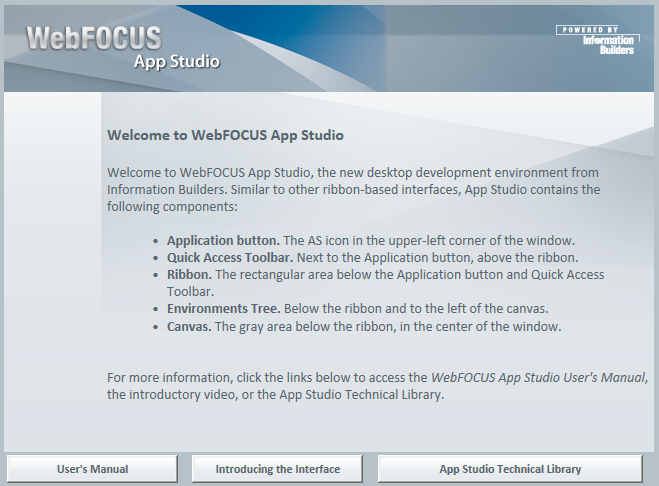 WebFOCUS
App Studio
POWERED BY
Information
Builders
Welcome to WebFOCUS App Studio
Welcome to WebFOCUS App Studio, the new desktop development environment from
Information Builders. Similar to other ribbon-based interfaces, App Studio contains the
following components:
• Application button. The AS icon in the upper-left corner of the window.
• Quick Access Toolbar. Next to the Application button, above the ribbon.
• Ribbon. The rectangular area below the Application button and Quick Access
Toolbar.
• Environments Tree. Below the ribbon and to the left of the canvas.
• Canvas. The gray area below the ribbon, in the center of the window.
For more information, click the links below to access the WebFOCUS App Studio User's Manual,
the introductory video, or the App Studio Technical Library.
User's Manual
Introducing the Interface
App Studio Technical Library